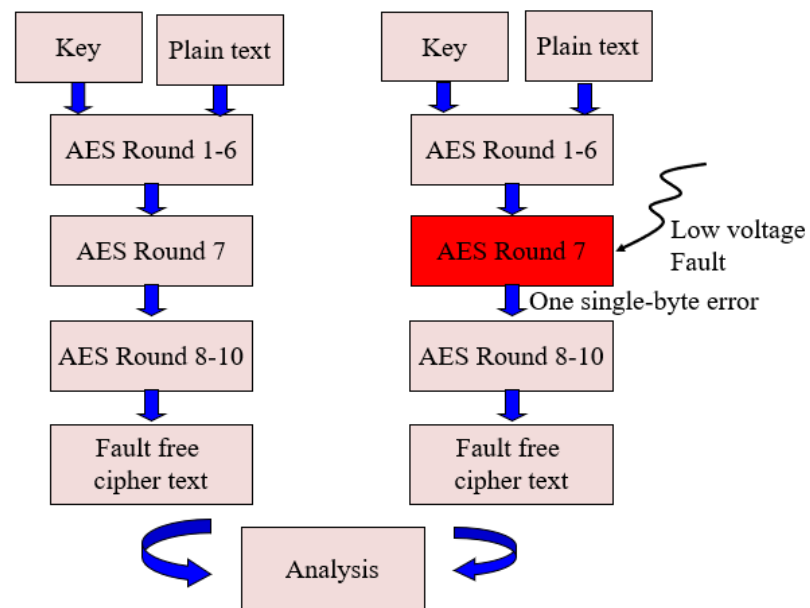 Key
Plain text
AES Round 1-6
AES Round 7
AES Round 8-10
Fault free
cipher text
Key
Plain text
AES Round 1-6
AES Round 7
Low voltage
Fault
One single-byte error
AES Round 8-10
Fault free
cipher text
Analysis